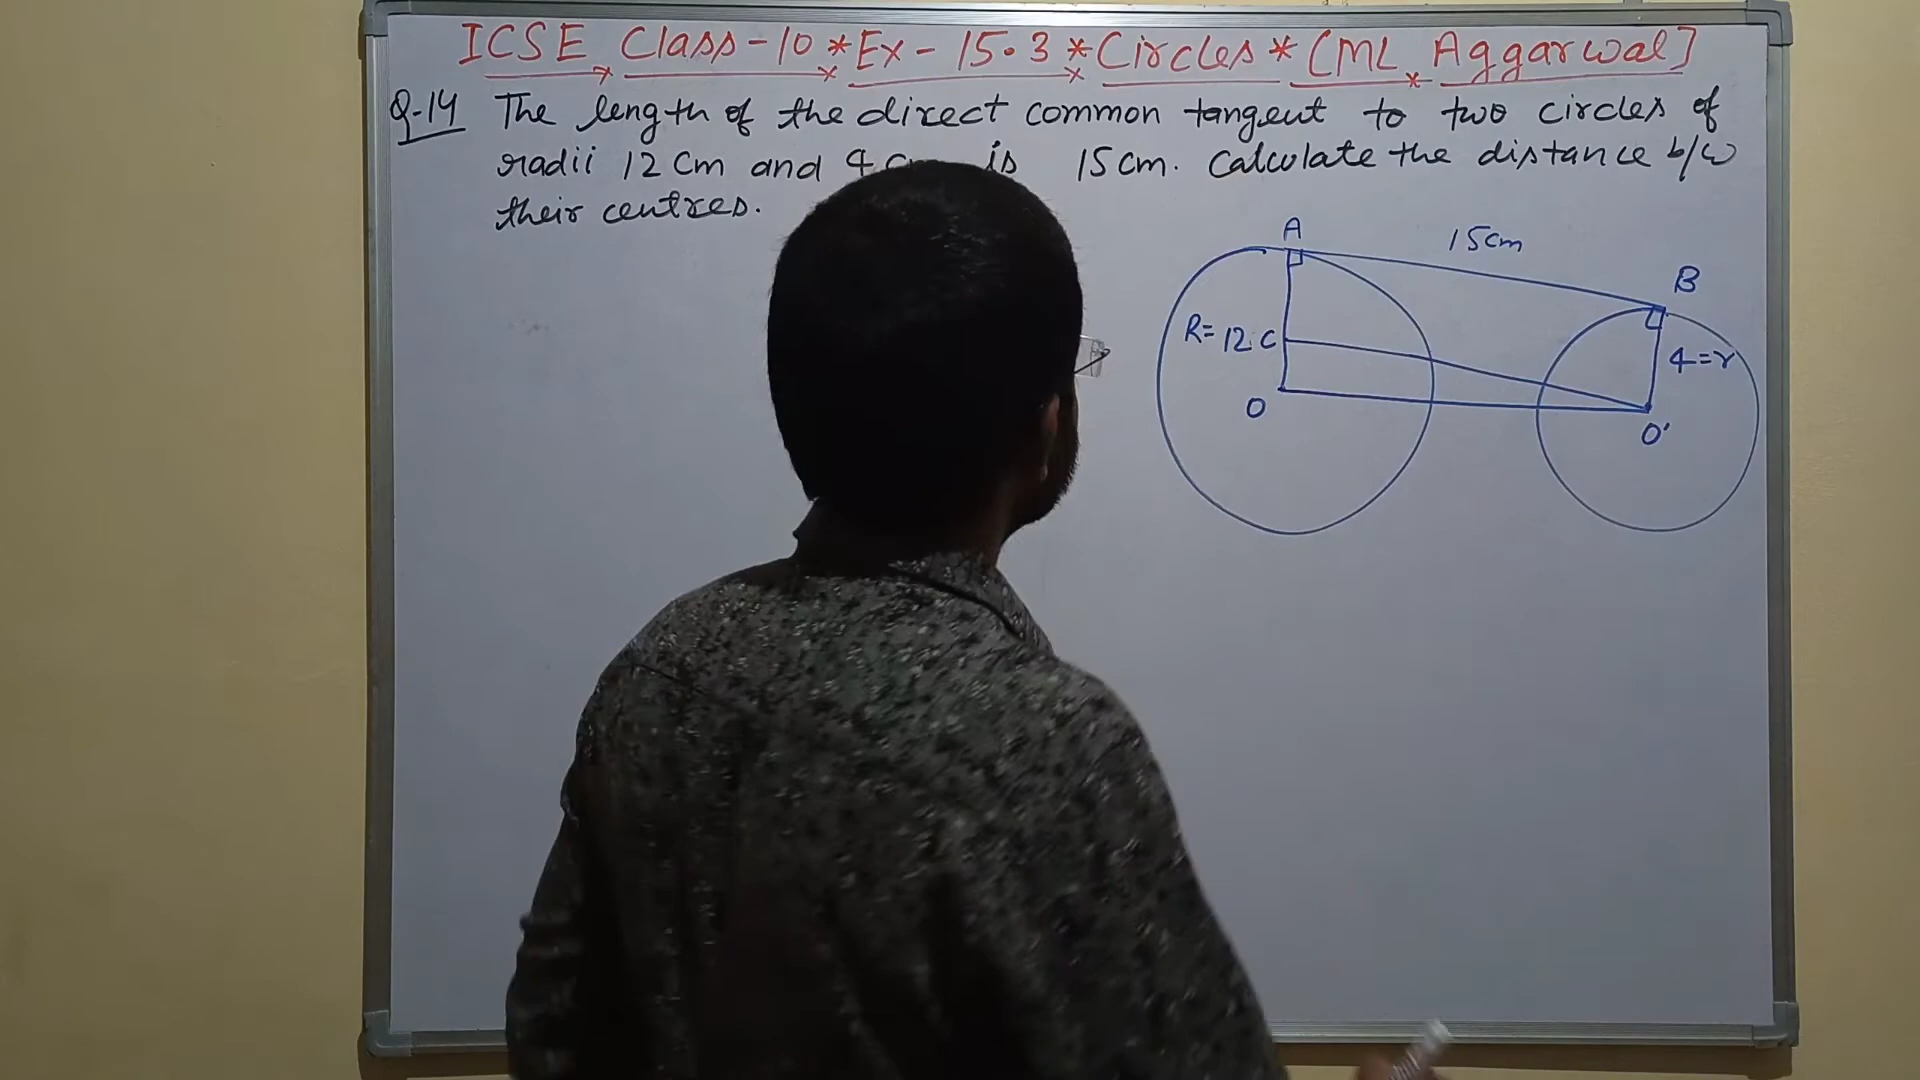 ICSE Class-10 * Ex-15.3 * Circles * [ML Aggarwal]
Q-14 The length of the direct common tangent to two circles of
radii 12 cm and 4 is 15 cm. Calculate the distance b/w
their centres.
A
15cm
B
R= 12
C
4=r
O
O'